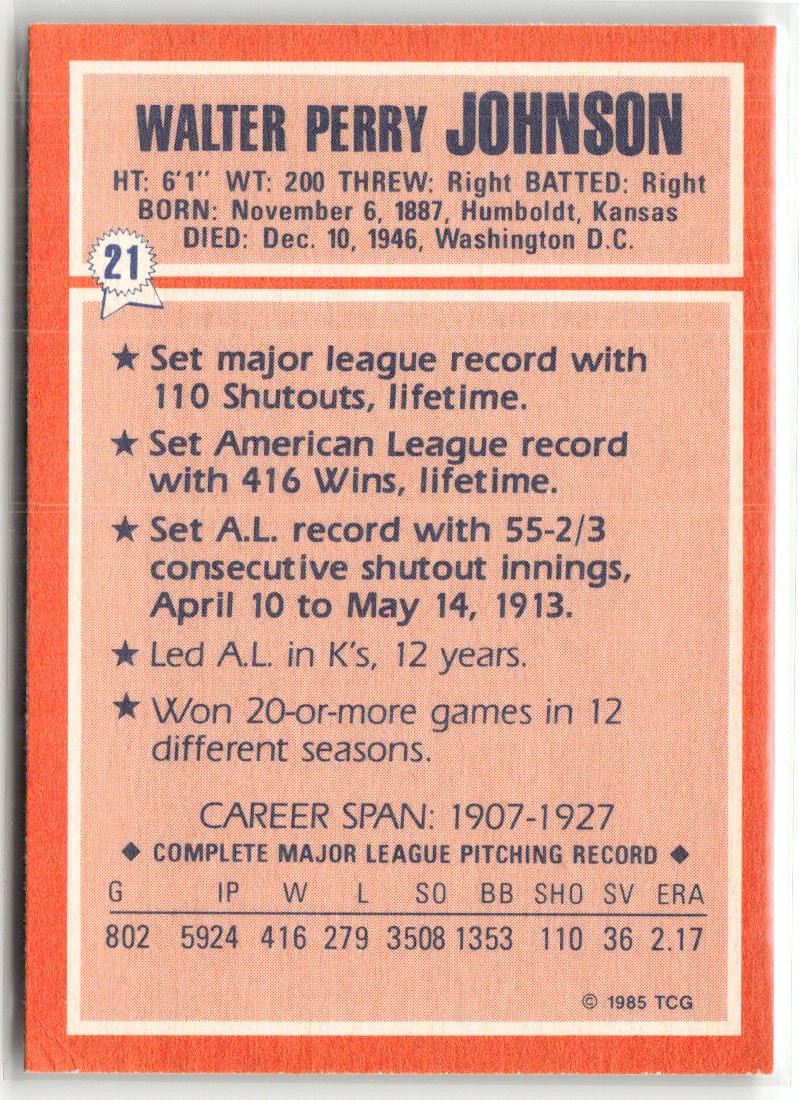 WALTER PERRY JOHNSON
HT: 6'1" WT: 200 THREW: Right BATTED: Right
BORN: November 6, 1887, Humboldt, Kansas
DIED: Dec. 10, 1946, Washington D.C.
21
★ Set major league record with
110 Shutouts, lifetime.
★ Set American League record
with 416 Wins, lifetime.
★ Set A.L. record with 55-2/3
consecutive shutout innings,
April 10 to May 14, 1913.
★ Led A.L. in K's, 12 years.
★ Won 20-or-more games in 12
different seasons.
CAREER SPAN: 1907-1927
◆ COMPLETE MAJOR LEAGUE PITCHING RECORD ◆
G IP W L SO BB SHO SV ERA
802 5924 416 279 3508 1353 110 36 2.17
© 1985 TCG